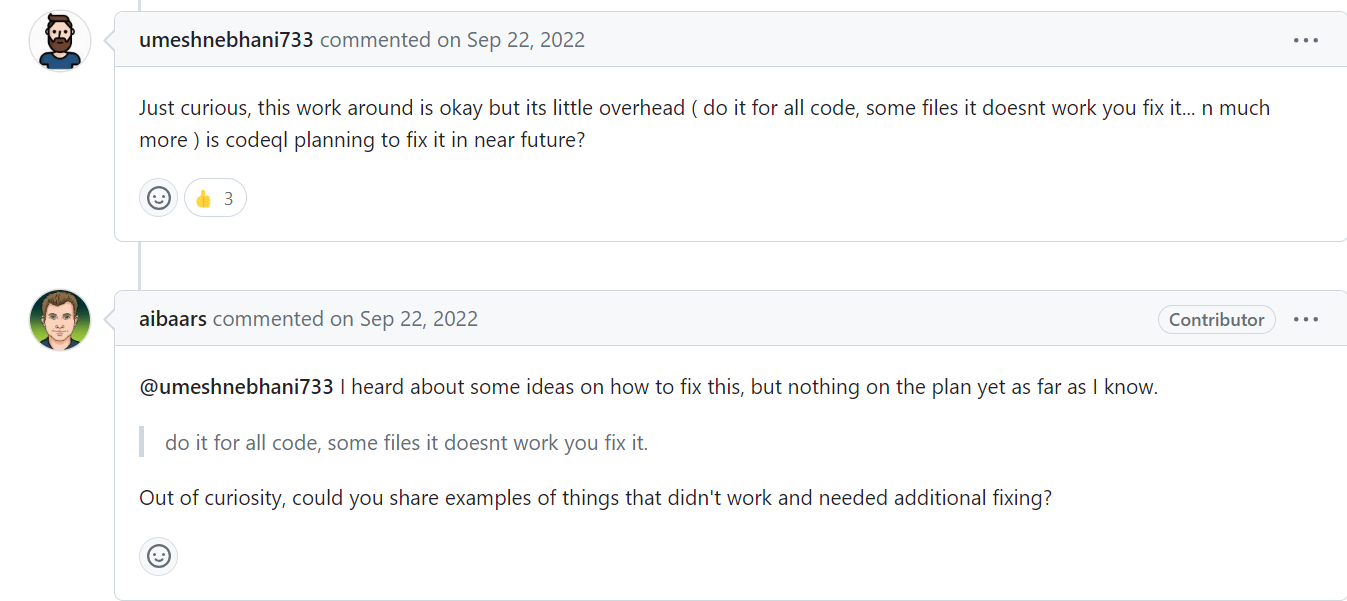 umeshnebhani733 commented on Sep 22, 2022
Just curious, this work around is okay but its little overhead ( do it for all code, some files it doesnt work you fix it... n much
more ) is codeql planning to fix it in near future?
👍 3
aibaars commented on Sep 22, 2022
Contributor
@umeshnebhani733 I heard about some ideas on how to fix this, but nothing on the plan yet as far as I know.
do it for all code, some files it doesnt work you fix it.
Out of curiosity, could you share examples of things that didn't work and needed additional fixing?